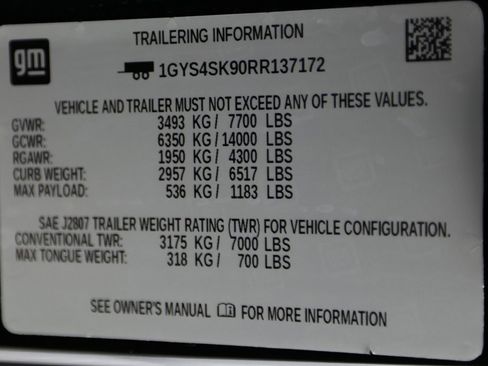 gm
TRAILERING INFORMATION
1GYS4SK90RR137172
VEHICLE AND TRAILER MUST NOT EXCEED ANY OF THESE VALUES.
GVWR: 3493 KG / 7700 LBS
GCWR: 6350 KG / 14000 LBS
RGAWR: 1950 KG / 4300 LBS
CURB WEIGHT: 2957 KG / 6517 LBS
MAX PAYLOAD: 536 KG / 1183 LBS
SAE J2807 TRAILER WEIGHT RATING (TWR) FOR VEHICLE CONFIGURATION.
CONVENTIONAL TWR: 3175 KG / 7000 LBS
MAX TONGUE WEIGHT: 318 KG / 700 LBS
SEE OWNER'S MANUAL FOR MORE INFORMATION